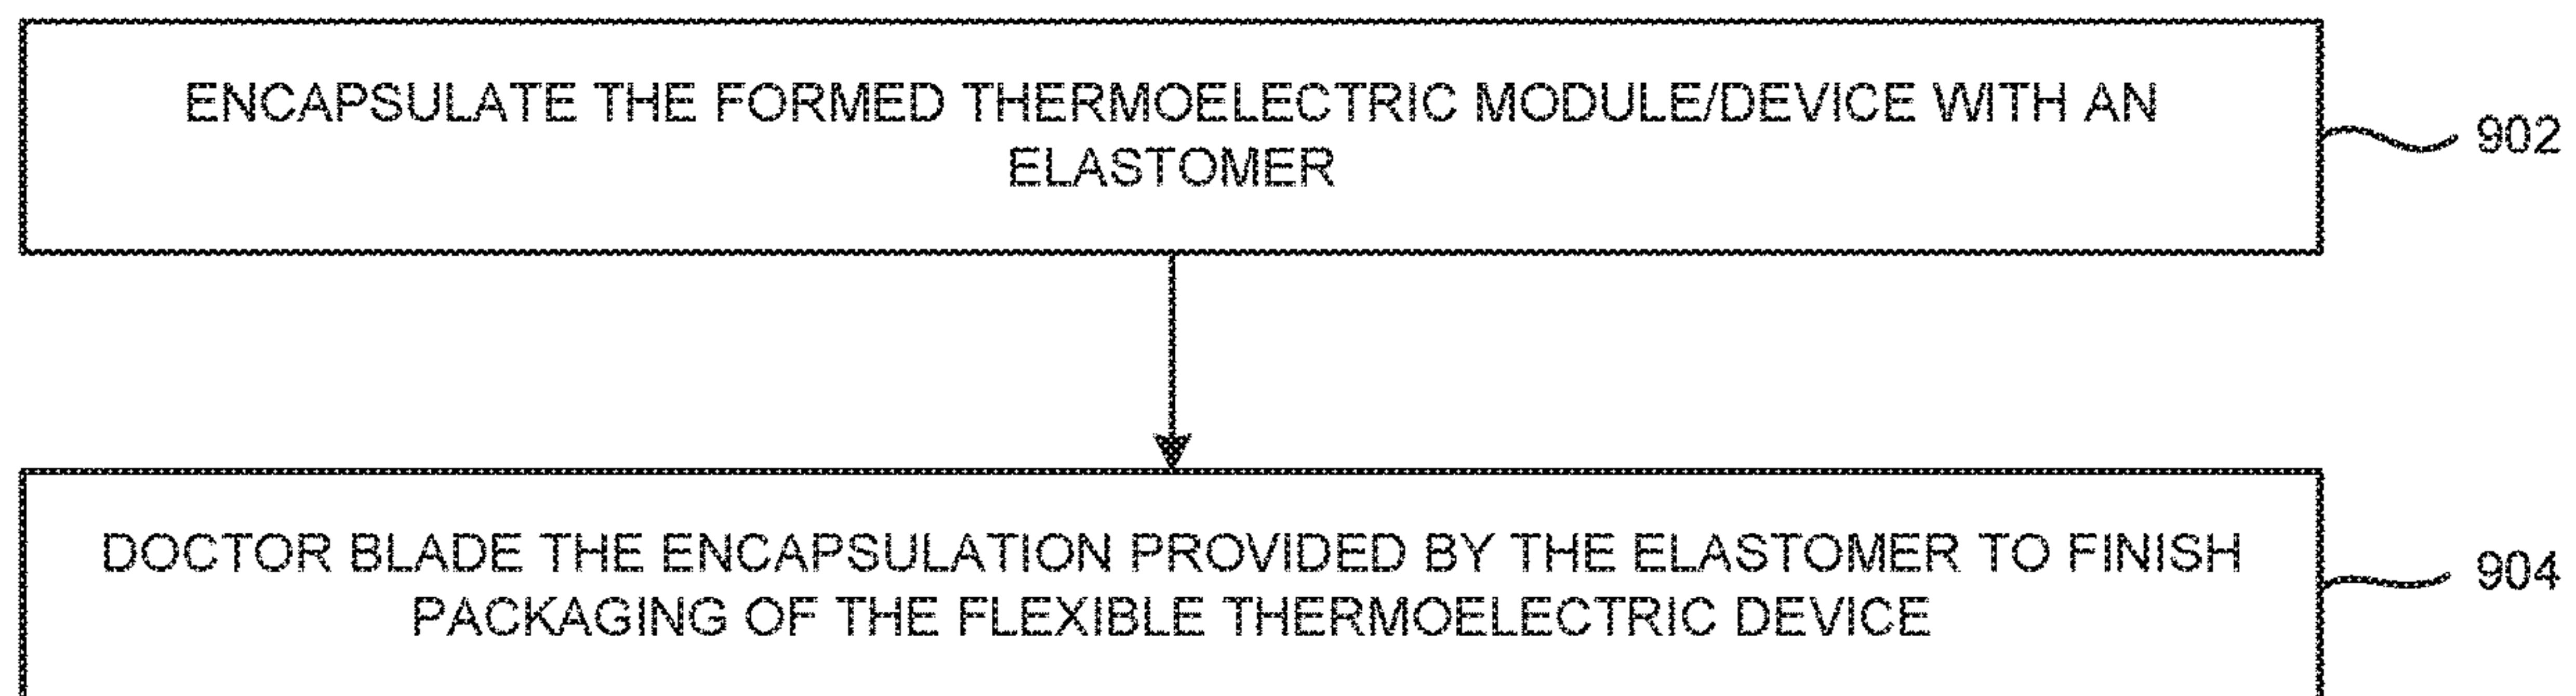 ENCAPSULATE THE FORMED THERMOELECTRIC MODULE/DEVICE WITH AN
ELASTOMER
902
DOCTOR BLADE THE ENCAPSULATION PROVIDED BY THE ELASTOMER TO FINISH
PACKAGING OF THE FLEXIBLE THERMOELECTRIC DEVICE
904